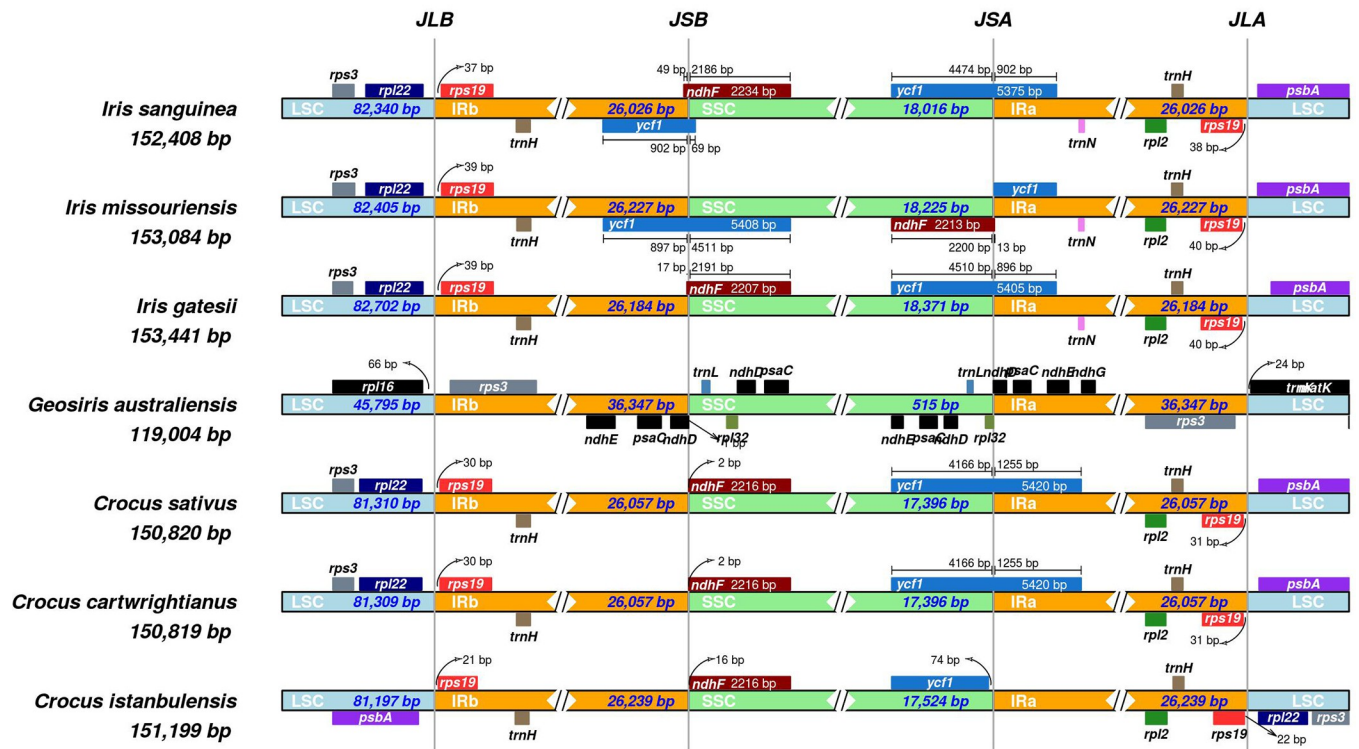 JLB JSB JSA JLA
37 bp 49 bp 2186 bp 4474 bp 902 bp
rps3 rpl22 rps19 ndhF 2234 bp ycf1 5375 bp trnH psbA
Iris sanguinea LSC 82,340 bp IRb 26,026 bp SSC 18,016 bp IRa 26,026 bp LSC
152,408 bp trnH ycf1 trnN rpl2 rps19
902 bp 69 bp 38 bp
39 bp
rps3 rpl22 rps19 ycf1 trnH psbA
Iris missouriensis LSC 82,405 bp IRb 26,227 bp SSC 18,225 bp IRa 26,227 bp LSC
153,084 bp trnH ycf1 5408 bp ndhF 2213 bp trnN rpl2 rps19
897 bp 4511 bp 2200 bp 13 bp 40 bp
39 bp 17 bp 2191 bp 4510 bp 896 bp
rps3 rpl22 rps19 ndhF 2207 bp ycf1 5405 bp trnH psbA
Iris gatesii LSC 82,702 bp IRb 26,184 bp SSC 18,371 bp IRa 26,184 bp LSC
153,441 bp trnH trnN rpl2 rps19
40 bp
66 bp trnL ndhD psaC trnL ndhD psaC ndhE ndhG 24 bp
rpl16 rps3 matK
Geosiris australiensis LSC 45,795 bp IRb 36,347 bp SSC 515 bp IRa 36,347 bp LSC
119,004 bp ndhE psaC ndhD rpl32 ndhE psaC ndhD rpl32 rps3
30 bp 2 bp 4166 bp 1255 bp
rps3 rpl22 rps19 ndhF 2216 bp ycf1 5420 bp trnH psbA
Crocus sativus LSC 81,310 bp IRb 26,057 bp SSC 17,396 bp IRa 26,057 bp LSC
150,820 bp trnH rpl2 rps19
31 bp
30 bp 2 bp 4166 bp 1255 bp
rps3 rpl22 rps19 ndhF 2216 bp ycf1 5420 bp trnH psbA
Crocus cartwrightianus LSC 81,309 bp IRb 26,057 bp SSC 17,396 bp IRa 26,057 bp LSC
150,819 bp trnH rpl2 rps19
31 bp
21 bp 16 bp 74 bp
rps19 ndhF 2216 bp ycf1 trnH
Crocus istanbulensis LSC 81,197 bp IRb 26,239 bp SSC 17,524 bp IRa 26,239 bp LSC
151,199 bp psbA trnH rpl2 rps19 rpl22 rps3
22 bp